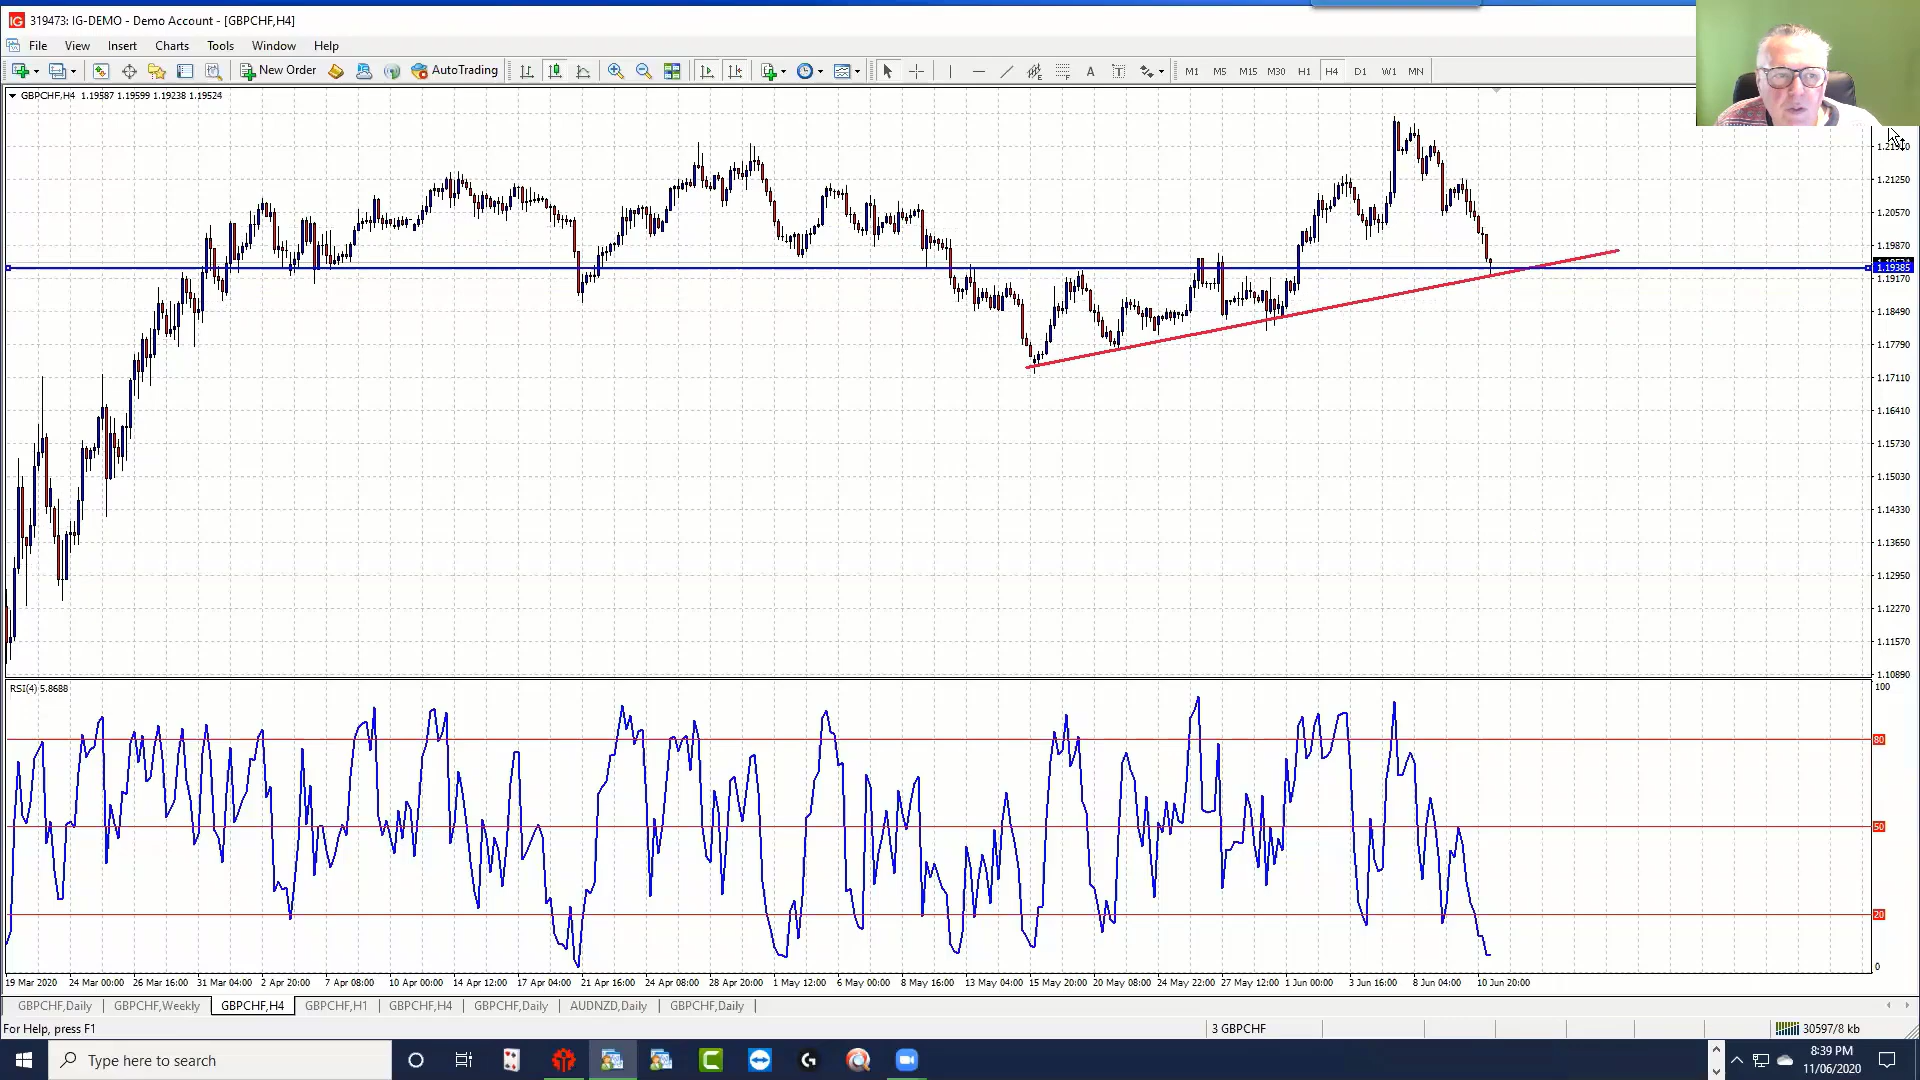 319473: IG-DEMO - Demo Account - [GBPCHF,H4]
File View Insert Charts Tools Window Help
New Order AutoTrading A T M1 M5 M15 M30 H1 H4 D1 W1 MN
GBPCHF,H4 1.19587 1.19599 1.19238 1.19524
1.21910
1.21250
1.20570
1.19870
1.19385
1.19170
1.18490
1.17790
1.17110
1.16410
1.15730
1.15030
1.14330
1.13650
1.12950
1.12270
1.11570
1.10890
RSI(4) 5.8688
100
80
50
20
0
19 Mar 2020 24 Mar 00:00 26 Mar 16:00 31 Mar 04:00 2 Apr 20:00 7 Apr 08:00 10 Apr 00:00 14 Apr 12:00 17 Apr 04:00 21 Apr 16:00 24 Apr 08:00 28 Apr 20:00 1 May 12:00 6 May 00:00 8 May 16:00 13 May 04:00 15 May 20:00 20 May 08:00 24 May 22:00 27 May 12:00 1 Jun 00:00 3 Jun 16:00 8 Jun 04:00 10 Jun 20:00
GBPCHF,Daily GBPCHF,Weekly GBPCHF,H4 GBPCHF,H1 GBPCHF,H4 GBPCHF,Daily AUDNZD,Daily GBPCHF,Daily
For Help, press F1 3 GBPCHF 30597/8 kb
Type here to search 8:39 PM
11/06/2020